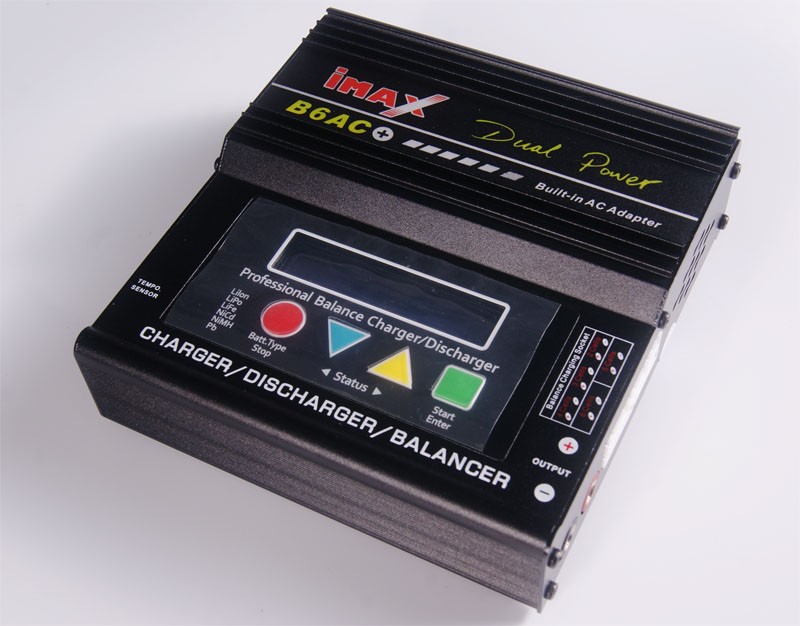 iMAX
B6AC+
Dual Power
Built-in AC Adapter
TEMPO.
SENSOR
Professional Balance Charger/Discharger
LiIon
LiPo
LiFe
NiCd
NiMH
Pb
Batt.Type
Stop
◄ Status ►
Start
Enter
CHARGER/DISCHARGER/BALANCER
Balance Charging Socket
+
OUTPUT
−